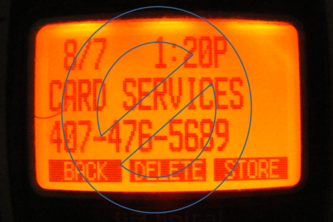 8/7 1:20P
CARD SERVICES
407-476-5689
BACK DELETE STORE